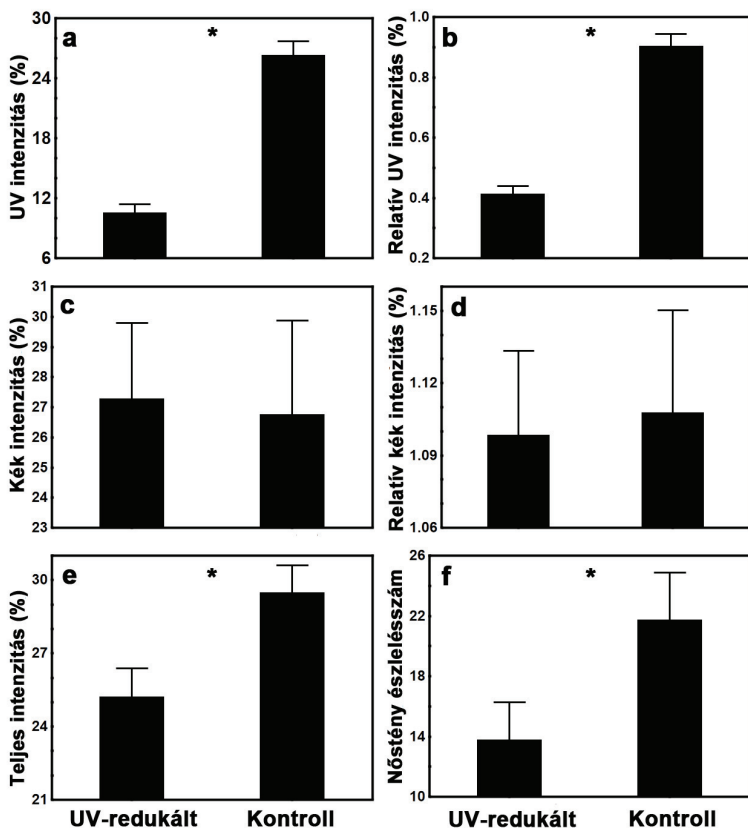 a
*
UV intenzitás (%)
30
24
18
12
6
b
*
Relatív UV intenzitás (%)
1.0
0.8
0.6
0.4
0.2
c
Kék intenzitás (%)
31
30
29
28
27
26
25
24
23
d
Relatív kék intenzitás (%)
1.15
1.12
1.09
1.06
e
*
Teljes intenzitás (%)
30
27
24
21
UV-redukált Kontroll
f
*
Nőstény észlelésszám
26
22
18
14
10
UV-redukált Kontroll